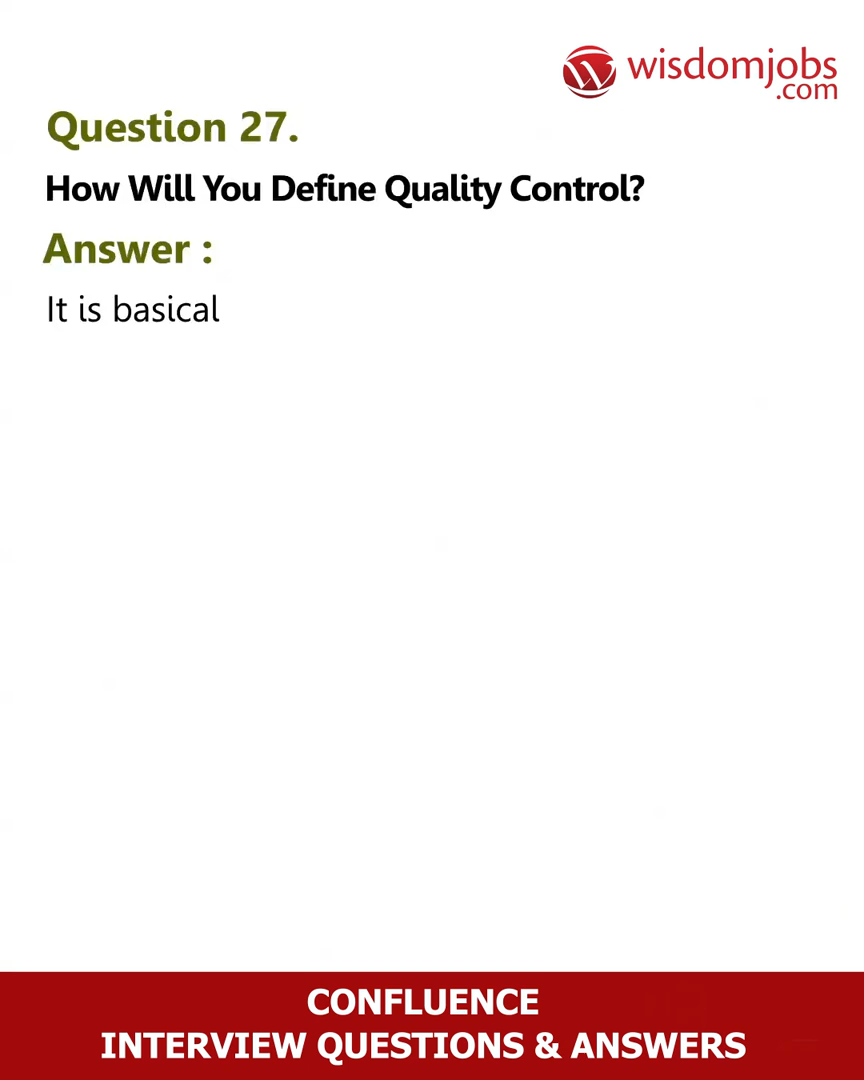 wisdomjobs
.com
Question 27.
How Will You Define Quality Control?
Answer :
It is basical
CONFLUENCE
INTERVIEW QUESTIONS & ANSWERS